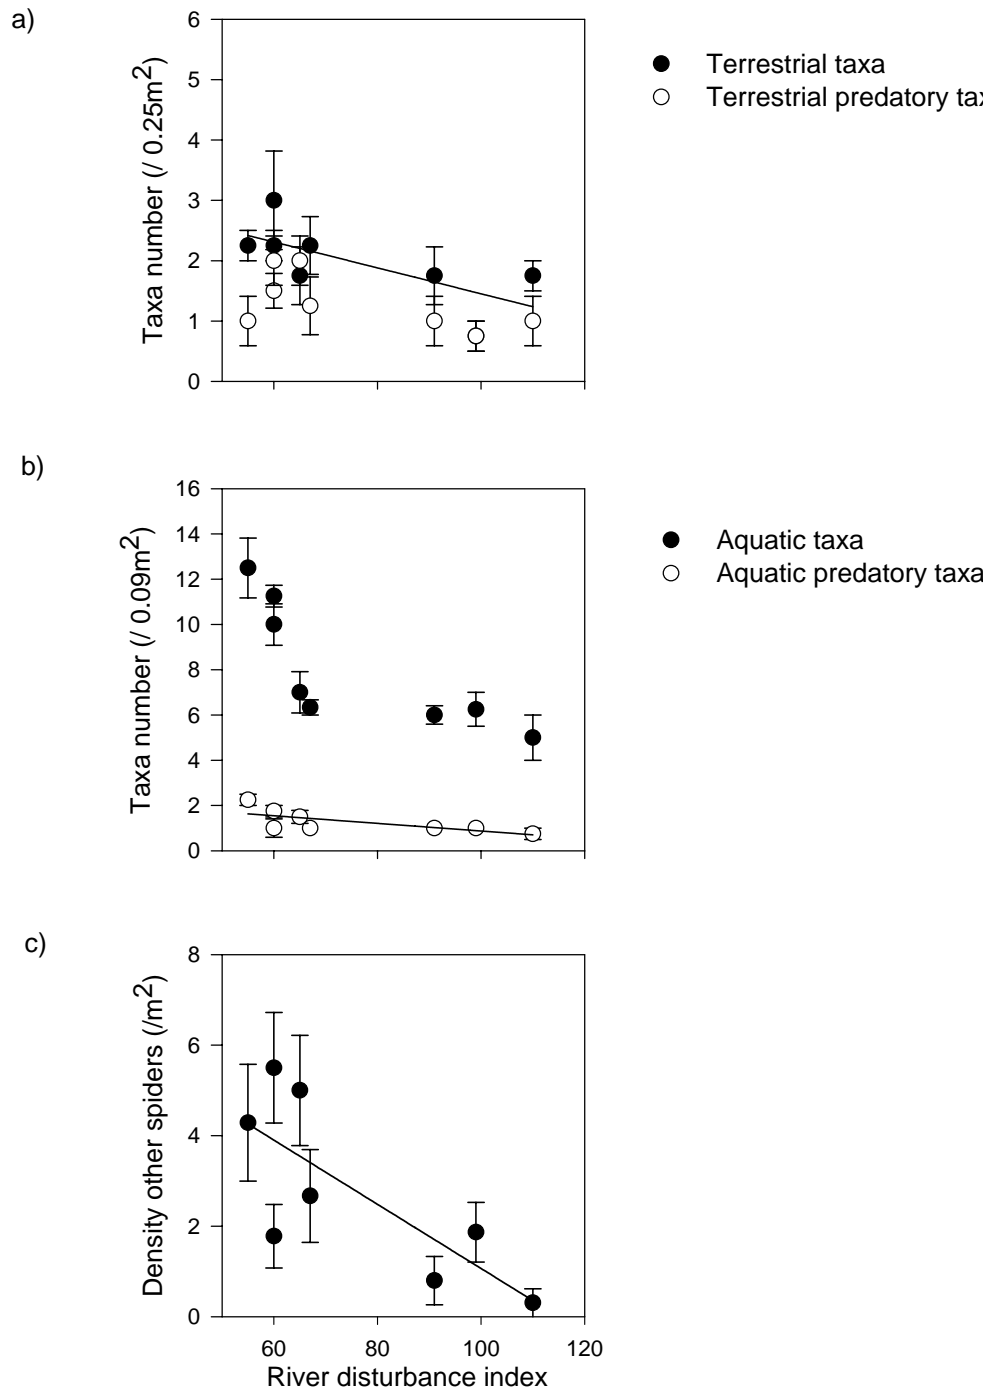 a)
Taxa number (/ 0.25m2)
6
5
4
3
2
1
0
Terrestrial taxa
Terrestrial predatory tax
b)
Taxa number (/ 0.09m2)
16
14
12
10
8
6
4
2
0
Aquatic taxa
Aquatic predatory taxa
c)
Density other spiders (/m2)
8
6
4
2
0
60 80 100 120
River disturbance index